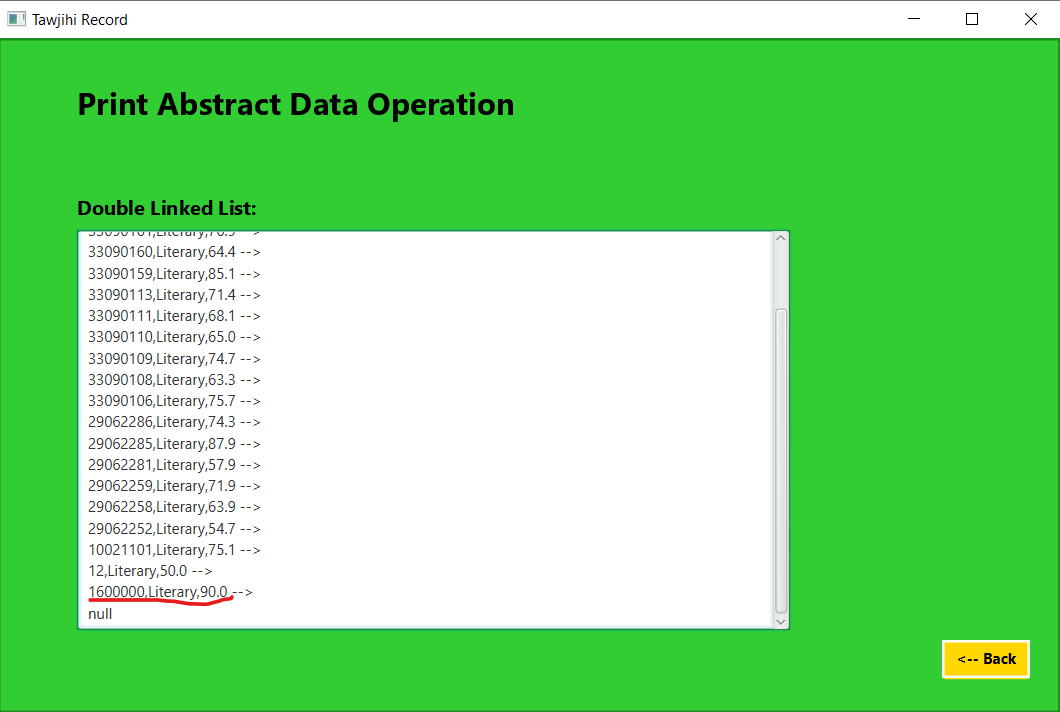 Tawjihi Record
Print Abstract Data Operation
Double Linked List:
33090160,Literary,64.4 -->
33090159,Literary,85.1 -->
33090113,Literary,71.4 -->
33090111,Literary,68.1 -->
33090110,Literary,65.0 -->
33090109,Literary,74.7 -->
33090108,Literary,63.3 -->
33090106,Literary,75.7 -->
29062286,Literary,74.3 -->
29062285,Literary,87.9 -->
29062281,Literary,57.9 -->
29062259,Literary,71.9 -->
29062258,Literary,63.9 -->
29062252,Literary,54.7 -->
10021101,Literary,75.1 -->
12,Literary,50.0 -->
1600000,Literary,90.0 -->
null
<-- Back